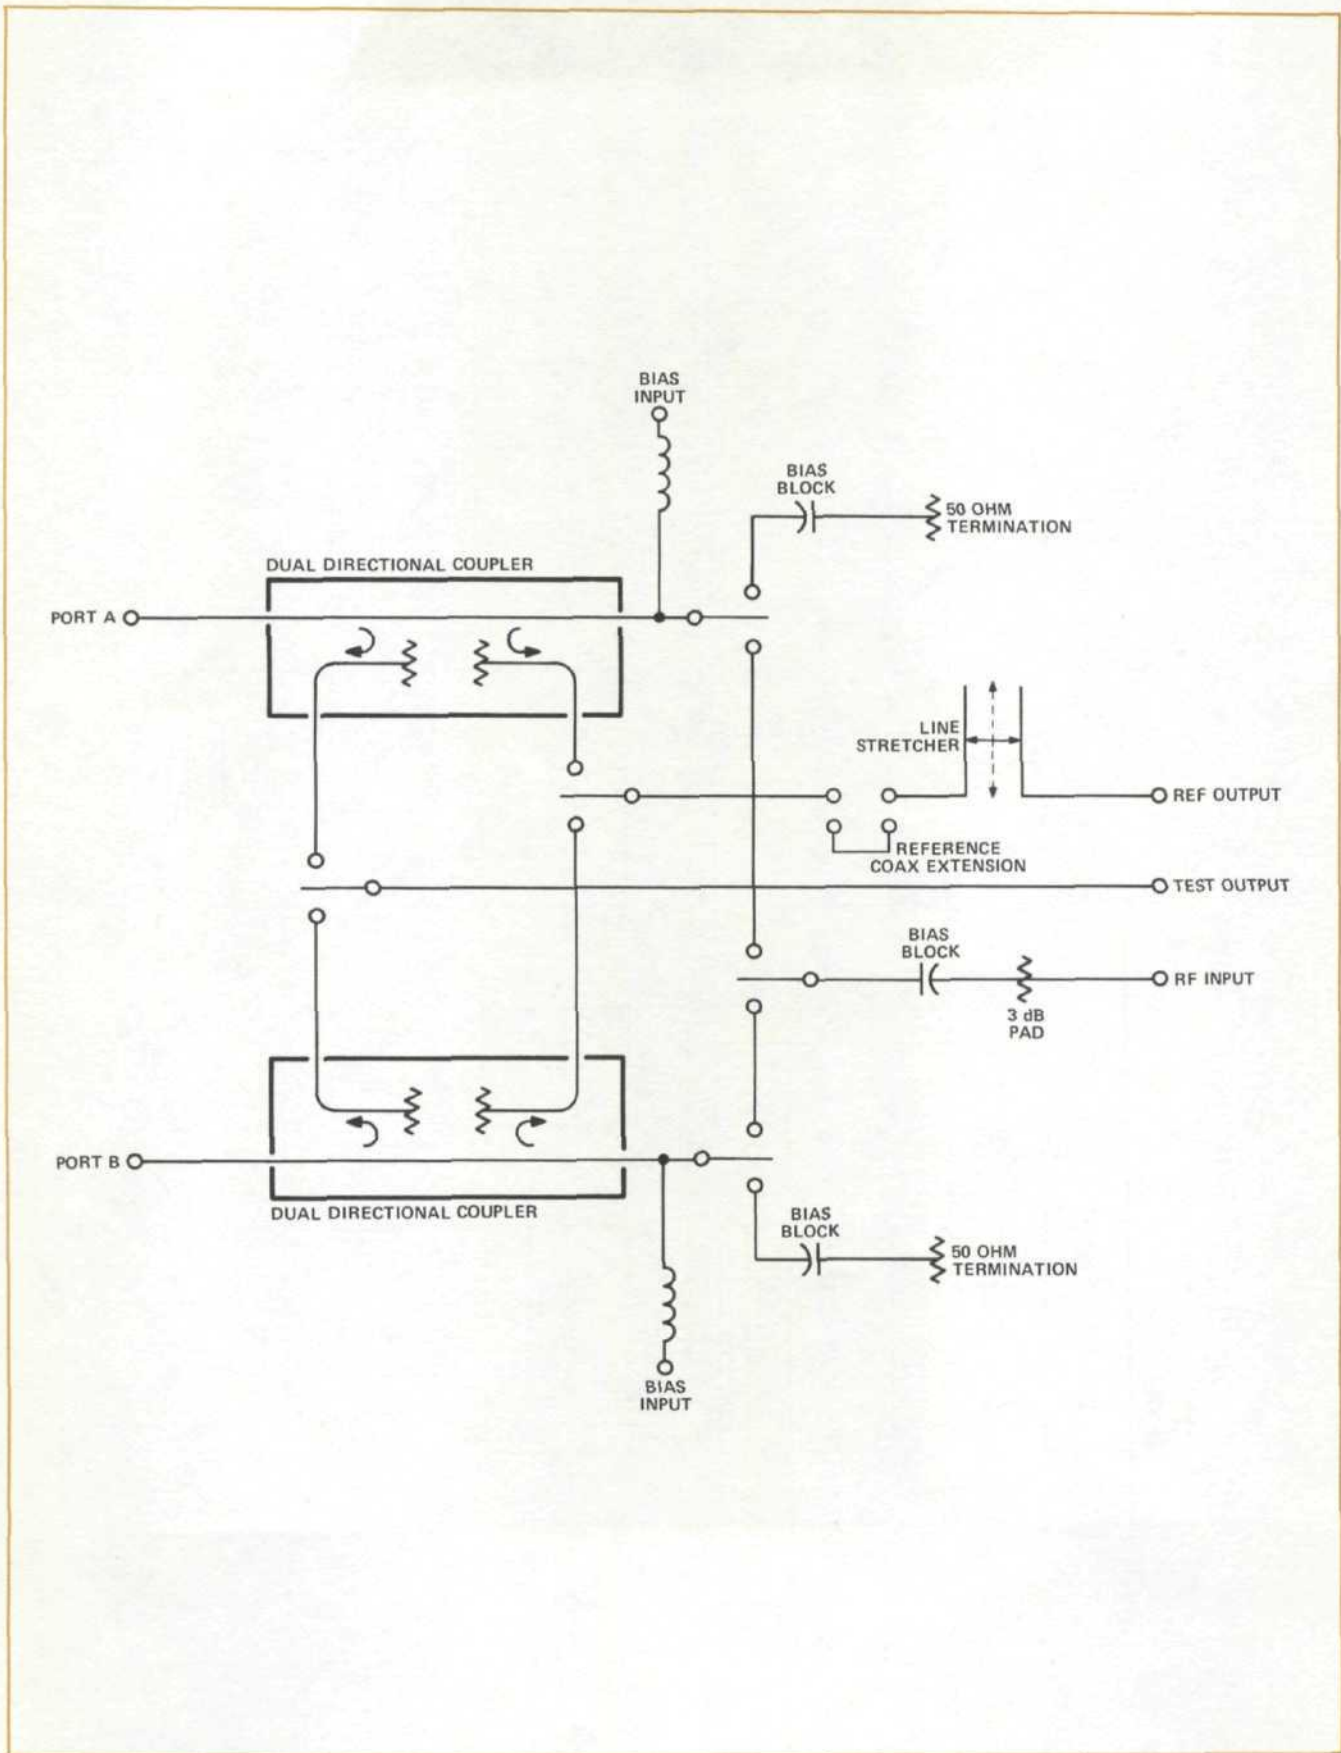 BIAS
INPUT
BIAS
BLOCK
50 OHM
TERMINATION
DUAL DIRECTIONAL COUPLER
PORT A
LINE
STRETCHER
REF OUTPUT
REFERENCE
COAX EXTENSION
TEST OUTPUT
BIAS
BLOCK
RF INPUT
3 dB
PAD
PORT B
DUAL DIRECTIONAL COUPLER
BIAS
BLOCK
50 OHM
TERMINATION
BIAS
INPUT